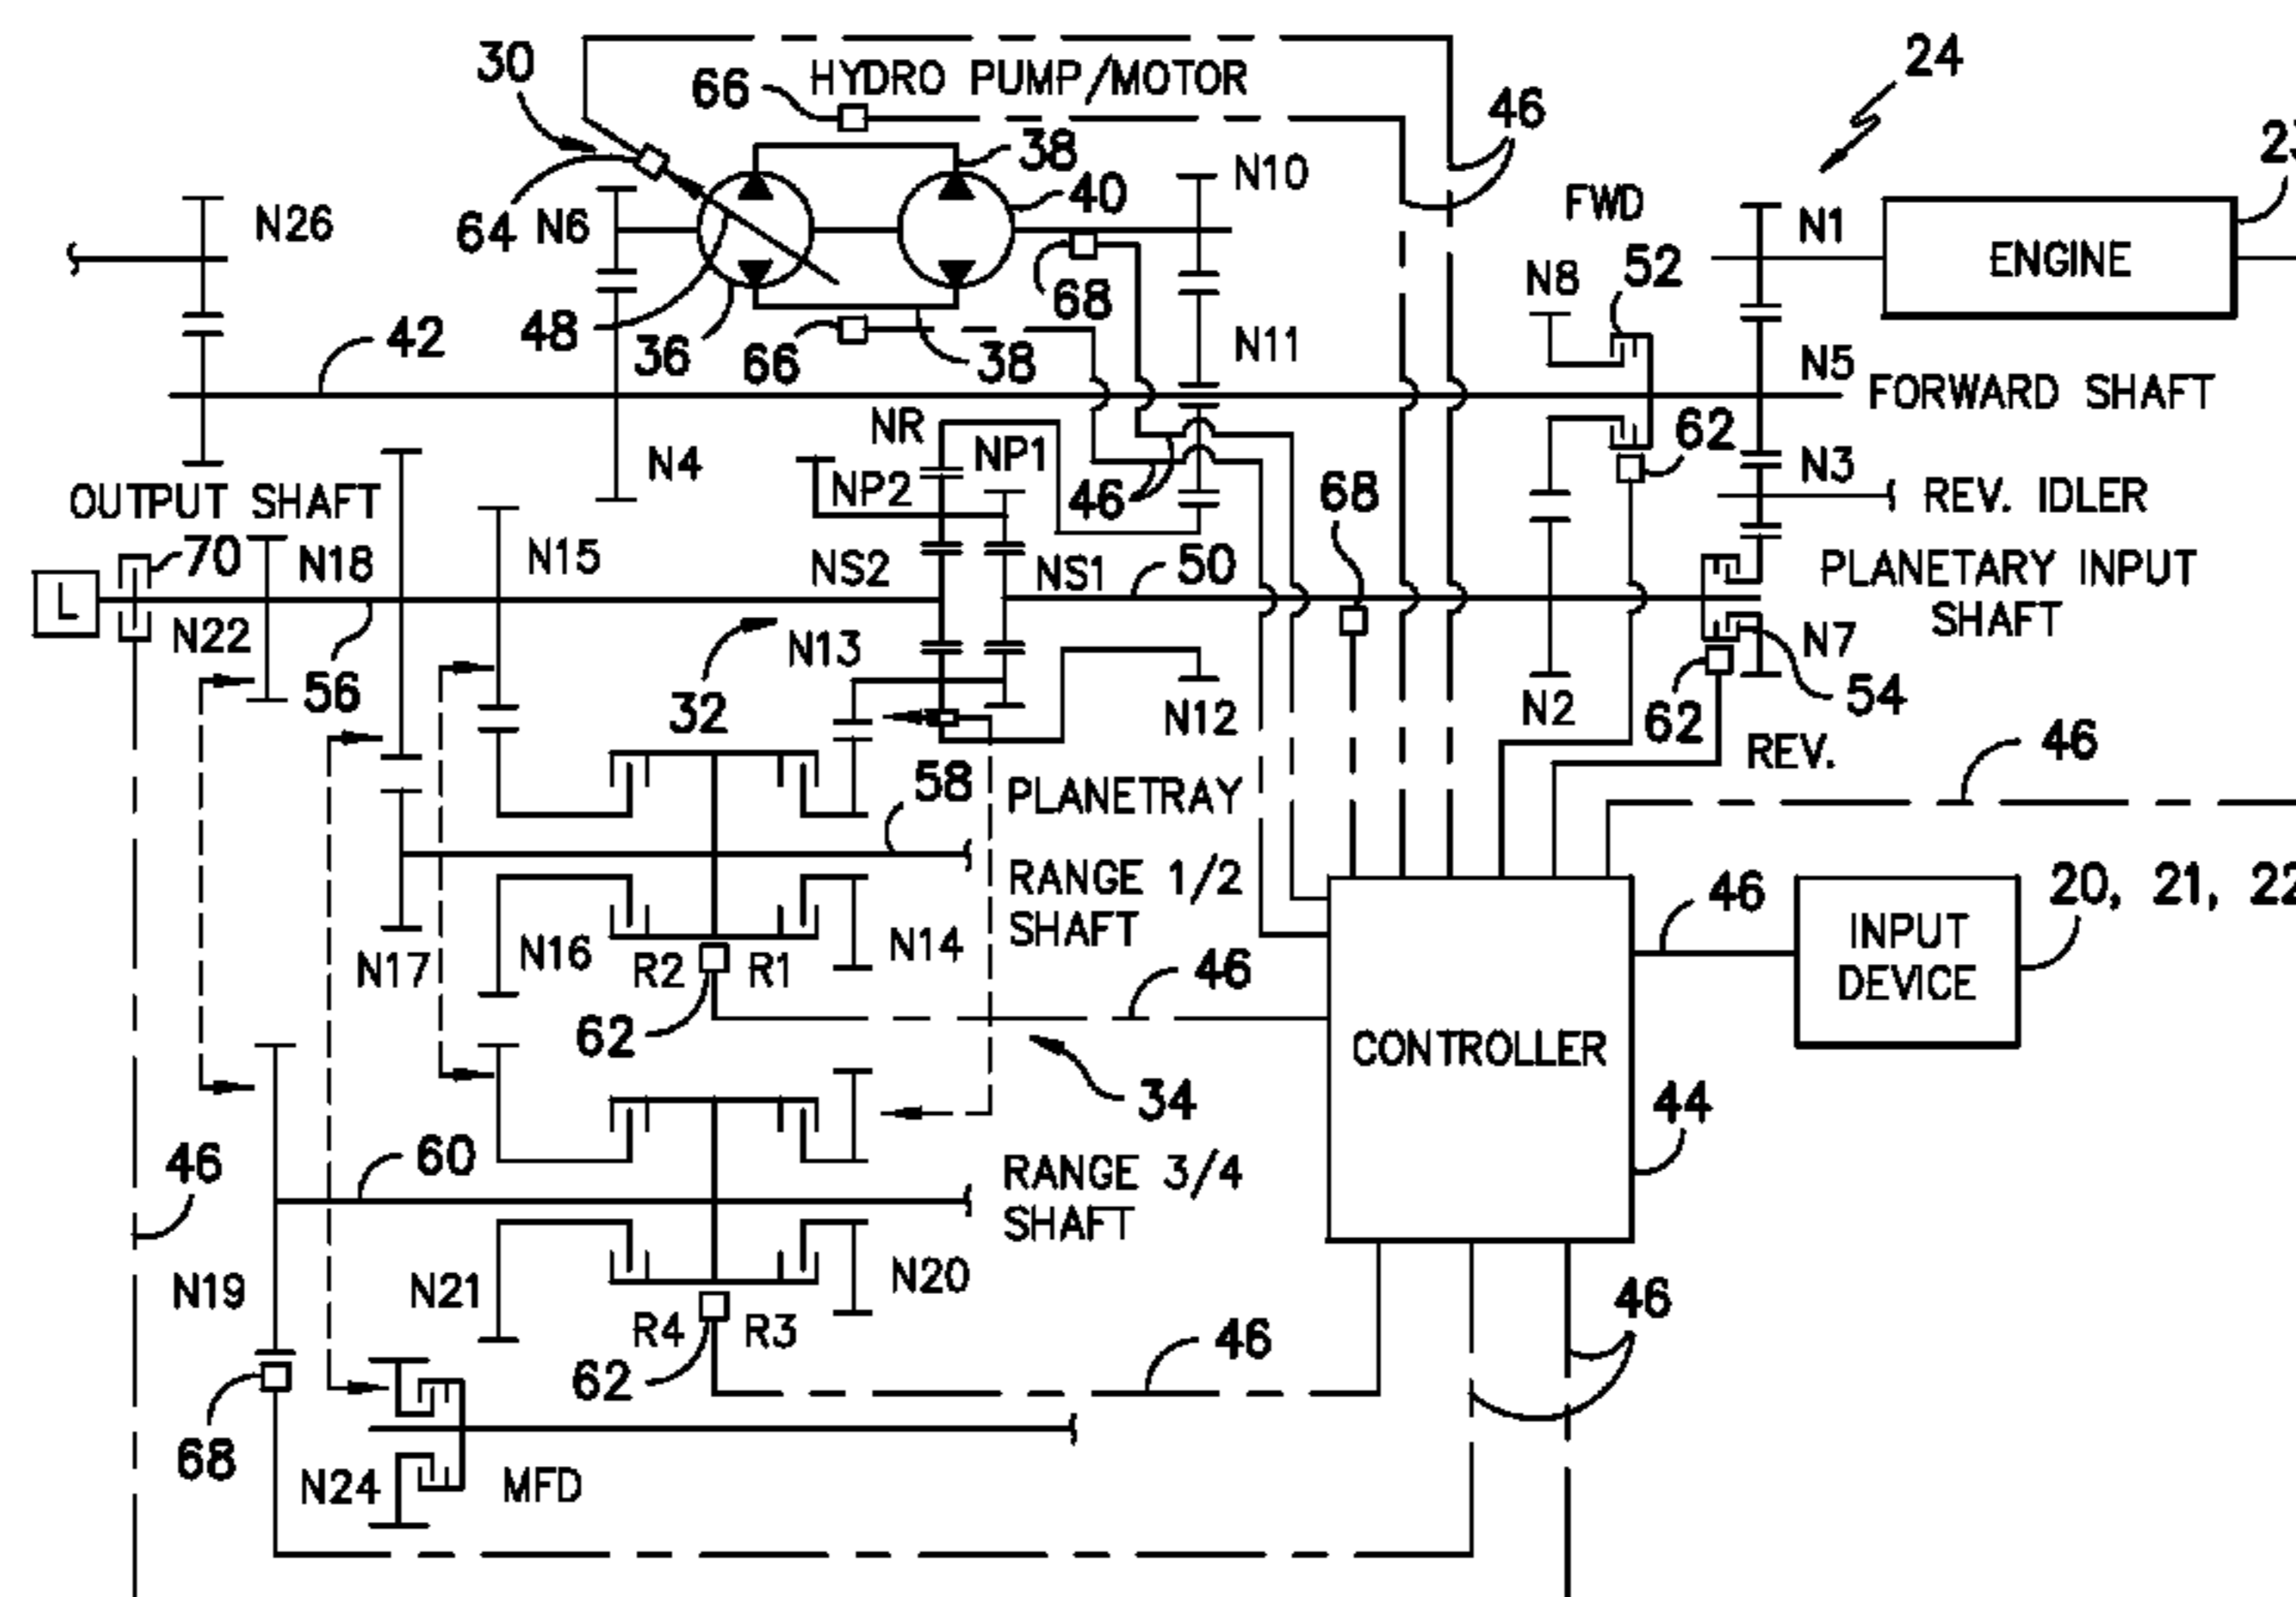 30
HYDRO PUMP/MOTOR
66
24
46
38
64
N6
40
N10
FWD
N1
ENGINE
N26
N8
52
68
48
36
66
38
N11
42
N5
FORWARD SHAFT
NR
NP1
NP2
N4
46
68
62
N3
REV. IDLER
OUTPUT SHAFT
70
N18
N15
NS2
NS1
50
PLANETARY INPUT
SHAFT
L
N22
56
32
N13
N12
N2
62
N7
54
REV.
46
58
PLANETRAY
RANGE 1/2
SHAFT
N17
N16
R2
R1
N14
62
46
46
INPUT
DEVICE
20, 21, 22
CONTROLLER
34
44
46
60
RANGE 3/4
SHAFT
N19
N21
R4
R3
N20
62
46
46
68
N24
MFD